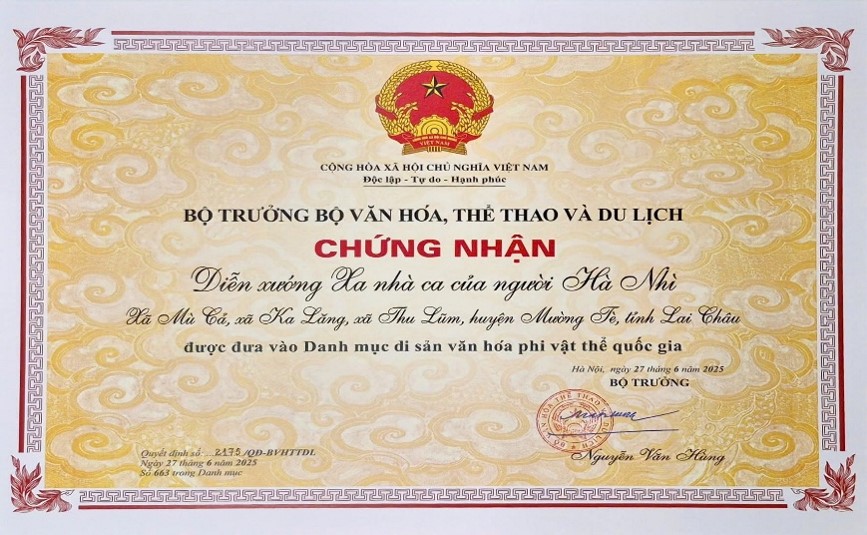 VIỆT NAM
CỘNG HÒA XÃ HỘI CHỦ NGHĨA VIỆT NAM
Độc lập - Tự do - Hạnh phúc
BỘ TRƯỞNG BỘ VĂN HÓA, THỂ THAO VÀ DU LỊCH
CHỨNG NHẬN
Diễn xướng Xa nhà ca của người Hà Nhì
Xã Mù Cả, xã Ka Lăng, xã Thu Lũm, huyện Mường Tè, tỉnh Lai Châu
được đưa vào Danh mục di sản văn hóa phi vật thể quốc gia
Hà Nội, ngày 27 tháng 6 năm 2025
BỘ TRƯỞNG
Nguyễn Văn Hùng
Quyết định số 2175 /QĐ-BVHTTDL
Ngày 27 tháng 6 năm 2025
Số 663 trong Danh mục